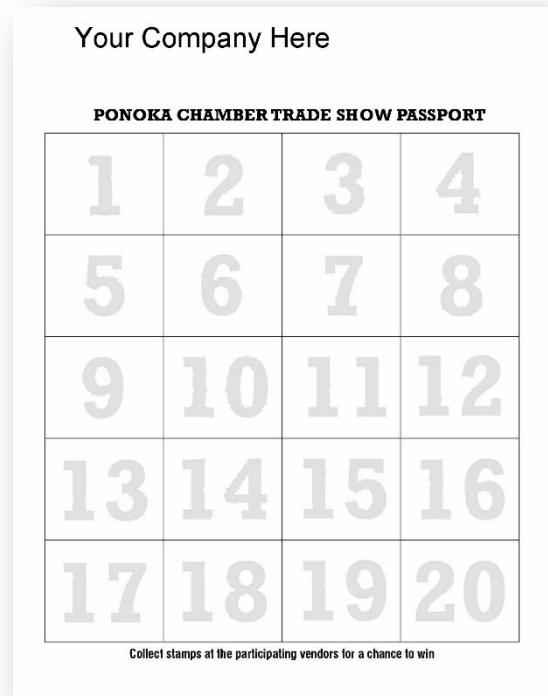 Your Company Here
PONOKA CHAMBER TRADE SHOW PASSPORT
1 2 3 4
5 6 7 8
9 10 11 12
13 14 15 16
17 18 19 20
Collect stamps at the participating vendors for a chance to win